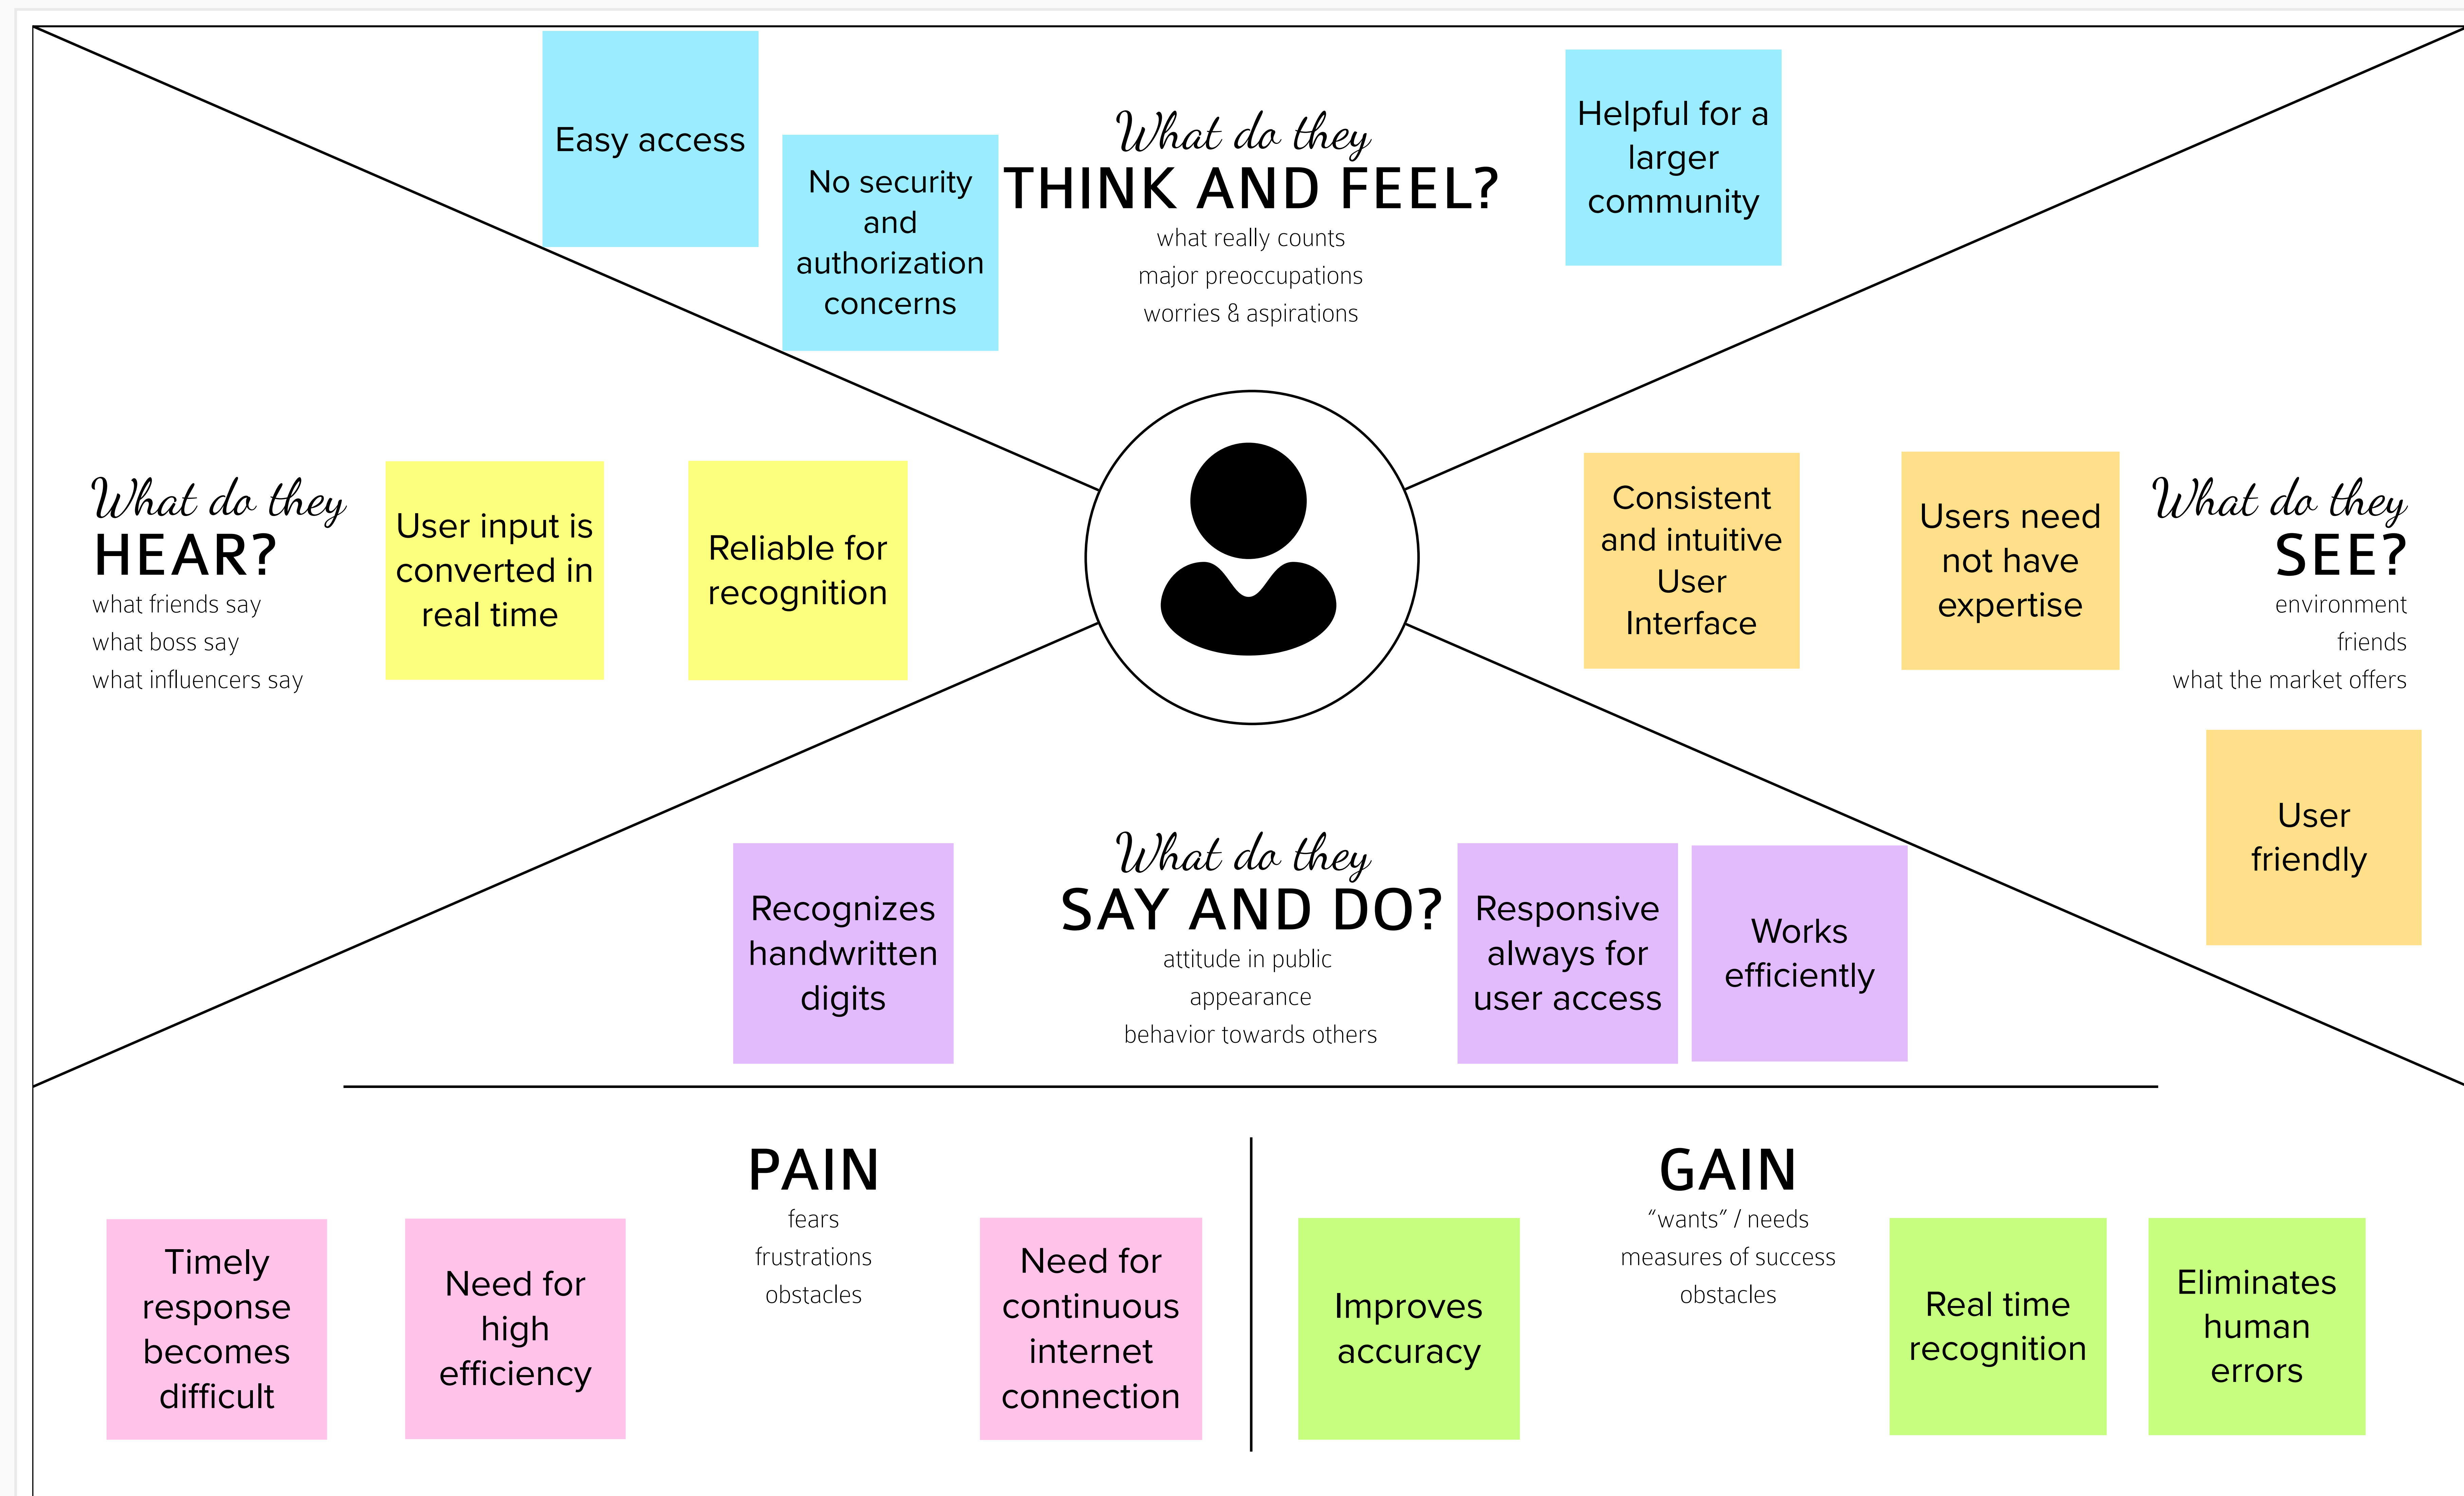 Easy access
No security
and
authorization
concerns
What do they
THINK AND FEEL?
what really counts
major preoccupations
worries & aspirations
Helpful for a
larger
community
What do they
HEAR?
what friends say
what boss say
what influencers say
User input is
converted in
real time
Reliable for
recognition
Consistent
and intuitive
User
Interface
Users need
not have
expertise
What do they
SEE?
environment
friends
what the market offers
User
friendly
Recognizes
handwritten
digits
What do they
SAY AND DO?
attitude in public
appearance
behavior towards others
Responsive
always for
user access
Works
efficiently
PAIN
fears
frustrations
obstacles
Timely
response
becomes
difficult
Need for
high
efficiency
Need for
continuous
internet
connection
GAIN
“wants” / needs
measures of success
obstacles
Improves
accuracy
Real time
recognition
Eliminates
human
errors